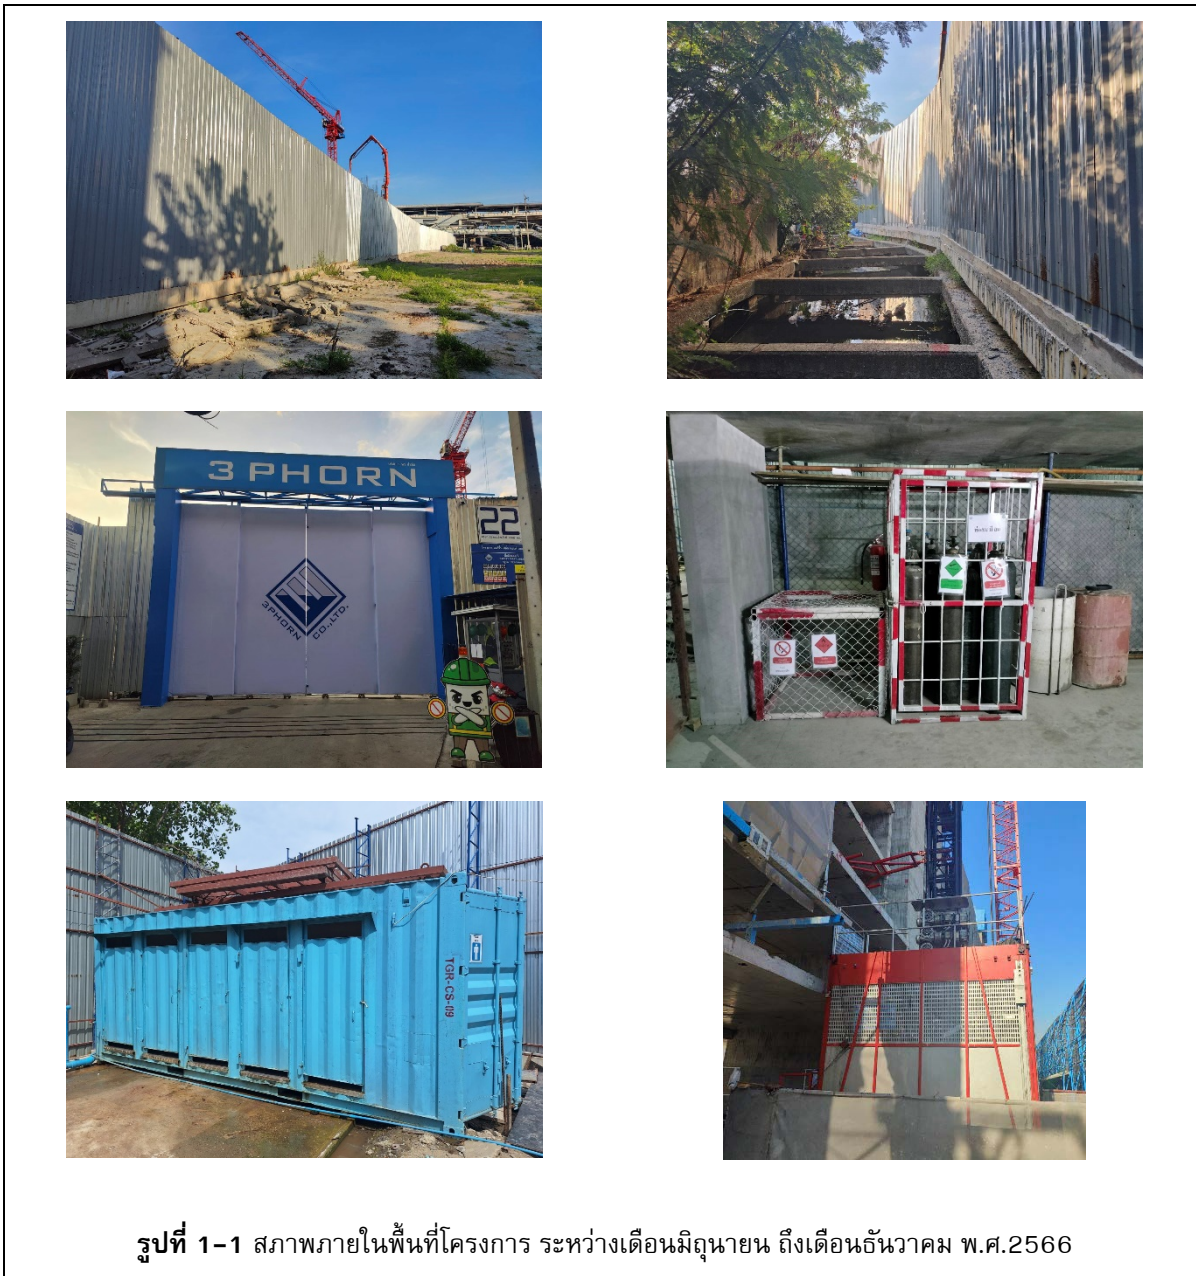 3 PHORN
22
3PHORN CO.,LTD.
TGR-CS-09
รูปที่ 1-1 สภาพภายในพื้นที่โครงการ ระหว่างเดือนมิถุนายน ถึงเดือนธันวาคม พ.ศ.2566